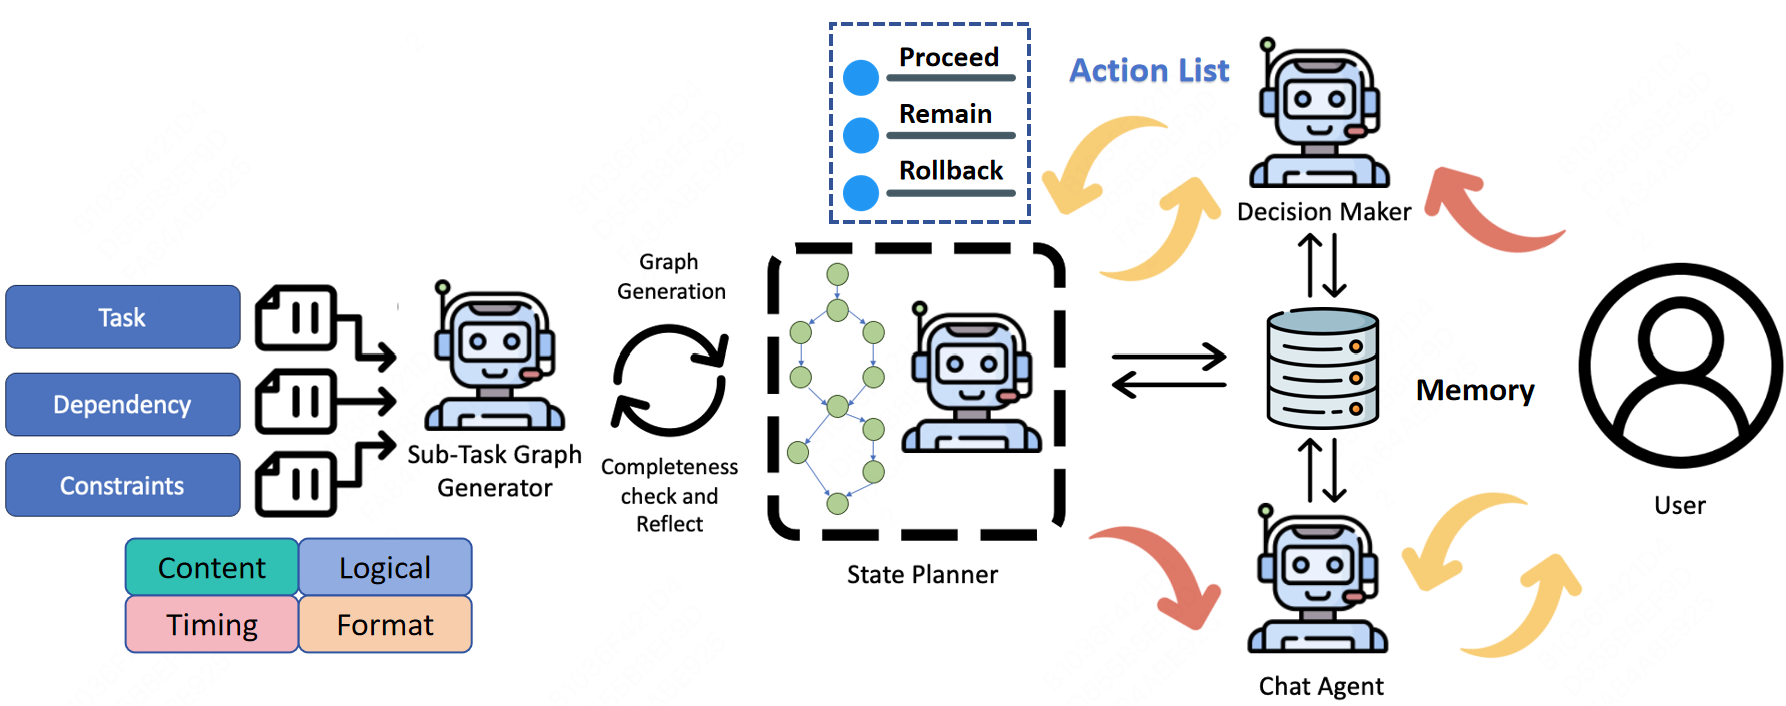 Task
Dependency
Constraints
Content
Logical
Timing
Format
Sub-Task Graph
Generator
Graph
Generation
Completeness
check and
Reflect
Proceed
Remain
Rollback
State Planner
Action List
Decision Maker
Memory
Chat Agent
User